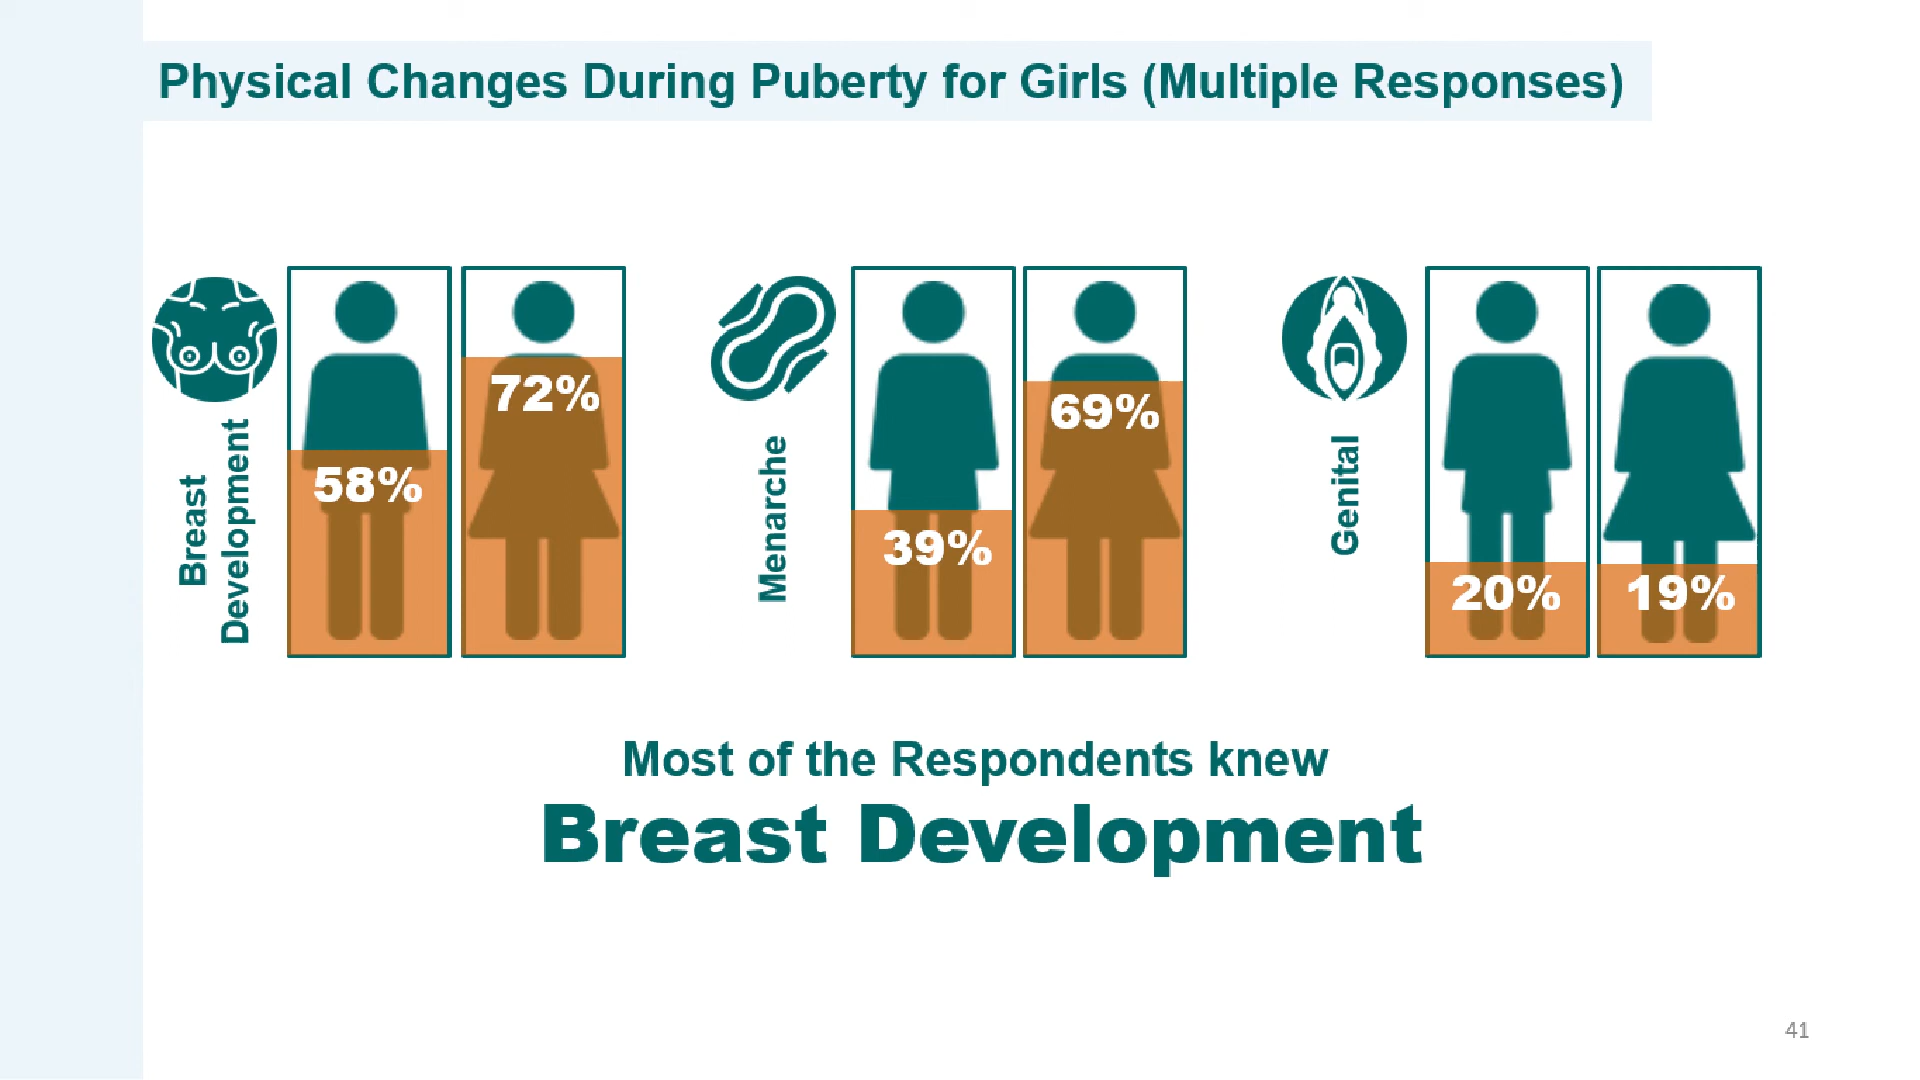 Physical Changes During Puberty for Girls (Multiple Responses)
Breast
Development
58%
72%
Menarche
39%
69%
Genital
20%
19%
Most of the Respondents knew
Breast Development
41